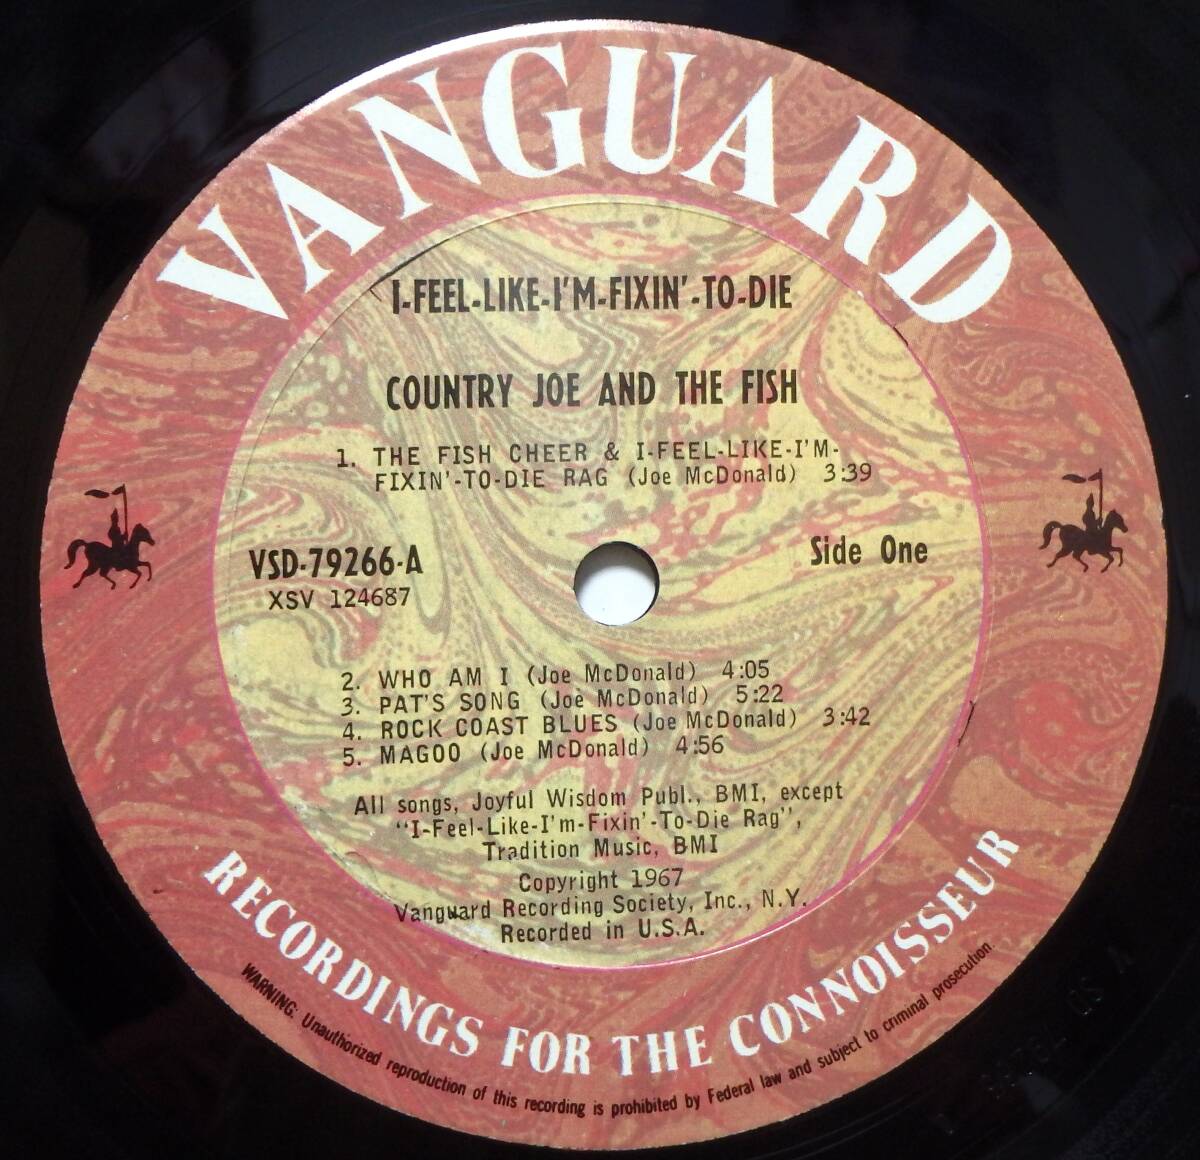 VANGUARD
I-FEEL-LIKE-I'M-FIXIN'-TO-DIE
COUNTRY JOE AND THE FISH
1. THE FISH CHEER & I-FEEL-LIKE-I'M-
FIXIN'-TO-DIE RAG (Joe McDonald) 3:39
VSD-79266-A
XSV 124687
Side One
2. WHO AM I (Joe McDonald) 4:05
3. PAT'S SONG (Joe McDonald) 5:22
4. ROCK COAST BLUES (Joe McDonald) 3:42
5. MAGOO (Joe McDonald) 4:56
All songs, Joyful Wisdom Publ., BMI, except
"I-Feel-Like-I'm-Fixin'-To-Die Rag",
Tradition Music, BMI
Copyright 1967
Vanguard Recording Society, Inc., N.Y.
Recorded in U.S.A.
RECORDINGS FOR THE CONNOISSEUR
WARNING: Unauthorized reproduction of this recording is prohibited by Federal law and subject to criminal prosecution.